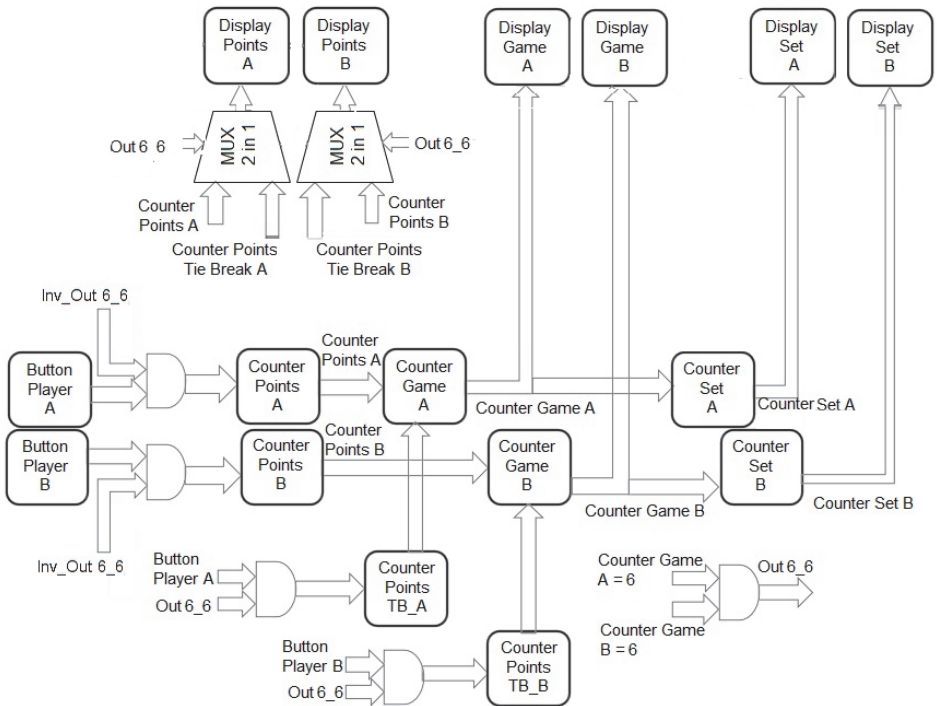 Display
Points
A
Display
Points
B
Display
Game
A
Display
Game
B
Display
Set
A
Display
Set
B
Out 6_6
MUX
2 in 1
MUX
2 in 1
Out 6_6
Counter
Points A
Counter
Points B
Counter Points
Tie Break A
Counter Points
Tie Break B
Inv_Out 6_6
Button
Player
A
Counter
Points
A
Counter
Points A
Counter
Game
A
Counter Game A
Counter
Set
A
Counter Set A
Button
Player
B
Counter
Points
B
Counter
Points B
Counter
Game
B
Counter Game B
Counter
Set
B
Counter Set B
Inv_Out 6_6
Button
Player A
Out 6_6
Counter
Points
TB_A
Counter Game
A = 6
Out 6_6
Counter Game
B = 6
Button
Player B
Out 6_6
Counter
Points
TB_B